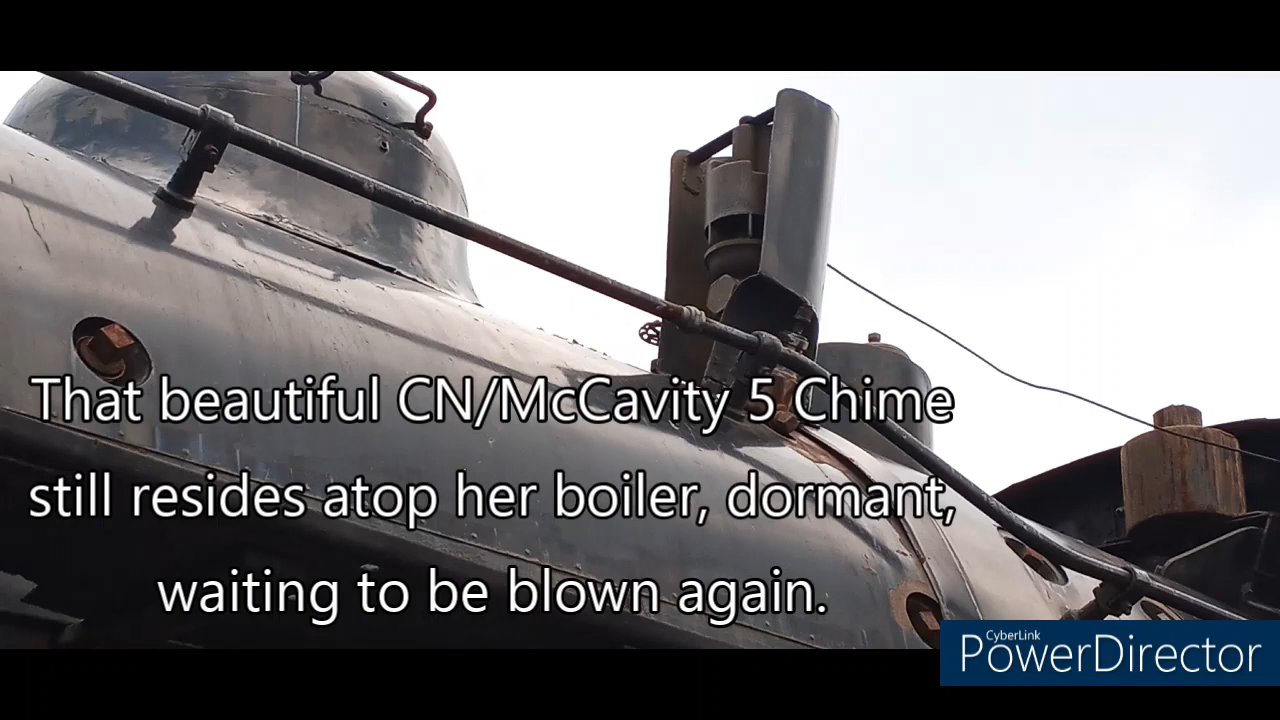 That beautiful CN/McCavity 5 Chime
still resides atop her boiler, dormant,
waiting to be blown again.
CyberLink
PowerDirector